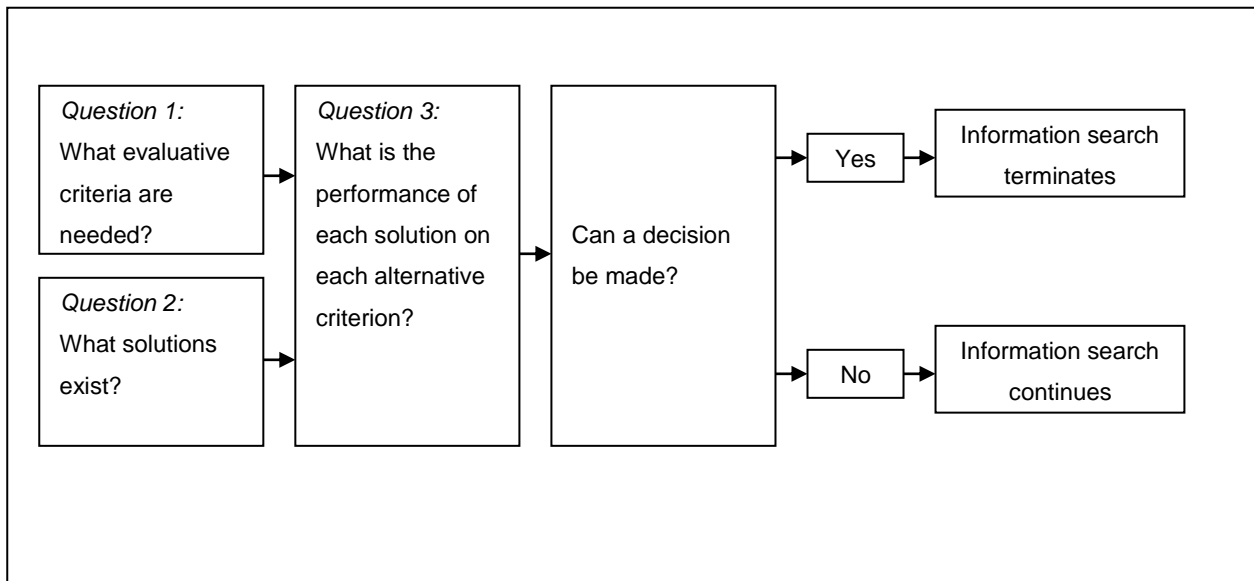 Question 1:
What evaluative
criteria are
needed?
Question 2:
What solutions
exist?
Question 3:
What is the
performance of
each solution on
each alternative
criterion?
Can a decision
be made?
Yes
Information search
terminates
No
Information search
continues